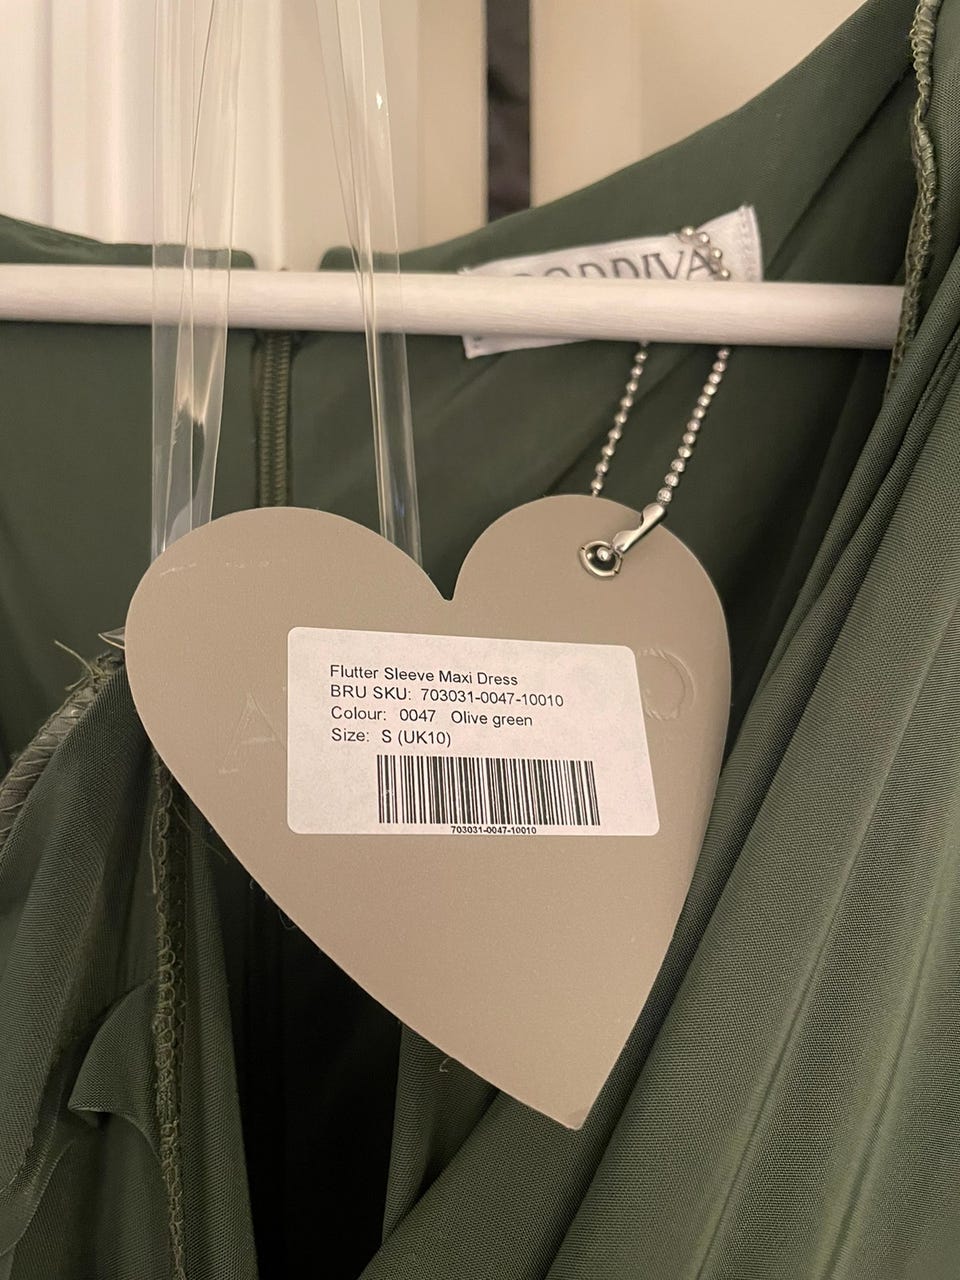 Flutter Sleeve Maxi Dress
BRU SKU: 703031-0047-10010
Colour: 0047 Olive green
Size: S (UK10)
703031-0047-10010